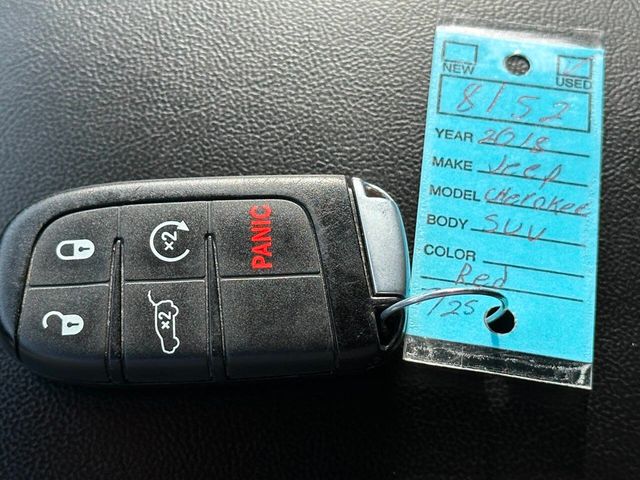 NEW USED
8152
YEAR 2018
MAKE Jeep
MODEL CHerokee
BODY SUV
COLOR
Red
125
x2
PANIC
x2